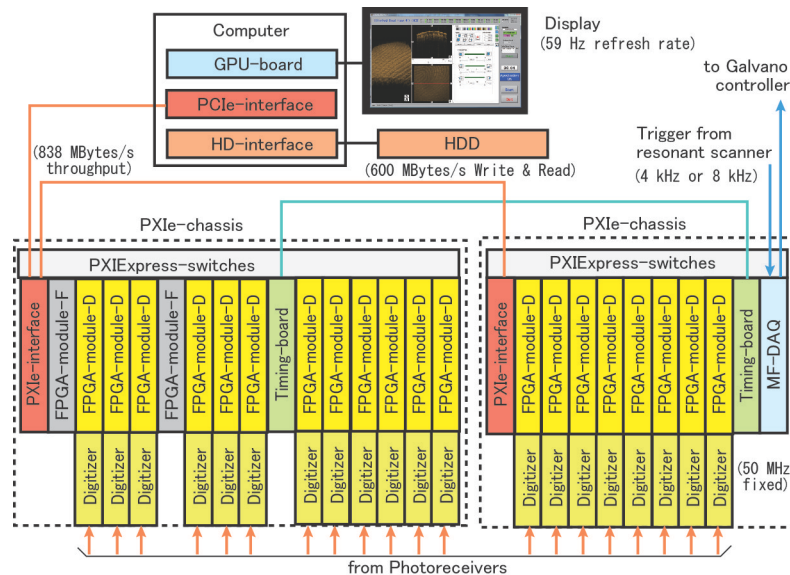 Computer
GPU-board
PCIe-interface
HD-interface
HDD
Display
(59 Hz refresh rate)
to Galvano
controller
(838 MBytes/s
throughput)
(600 MBytes/s Write & Read)
Trigger from
resonant scanner
(4 kHz or 8 kHz)
PXIe-chassis
PXIExpress-switches
PXIe-interface
FPGA-module-F
FPGA-module-D
FPGA-module-D
FPGA-module-D
FPGA-module-F
FPGA-module-D
FPGA-module-D
FPGA-module-D
Timing-board
FPGA-module-D
FPGA-module-D
FPGA-module-D
FPGA-module-D
FPGA-module-D
FPGA-module-D
Digitizer
Digitizer
Digitizer
Digitizer
Digitizer
Digitizer
Digitizer
Digitizer
Digitizer
Digitizer
Digitizer
Digitizer
PXIe-chassis
PXIExpress-switches
PXIe-interface
FPGA-module-D
FPGA-module-D
FPGA-module-D
FPGA-module-D
FPGA-module-D
FPGA-module-D
FPGA-module-D
FPGA-module-D
Timing-board
MF-DAQ
Digitizer
Digitizer
Digitizer
Digitizer
Digitizer
Digitizer
Digitizer
Digitizer
(50 MHz
fixed)
from Photoreceivers